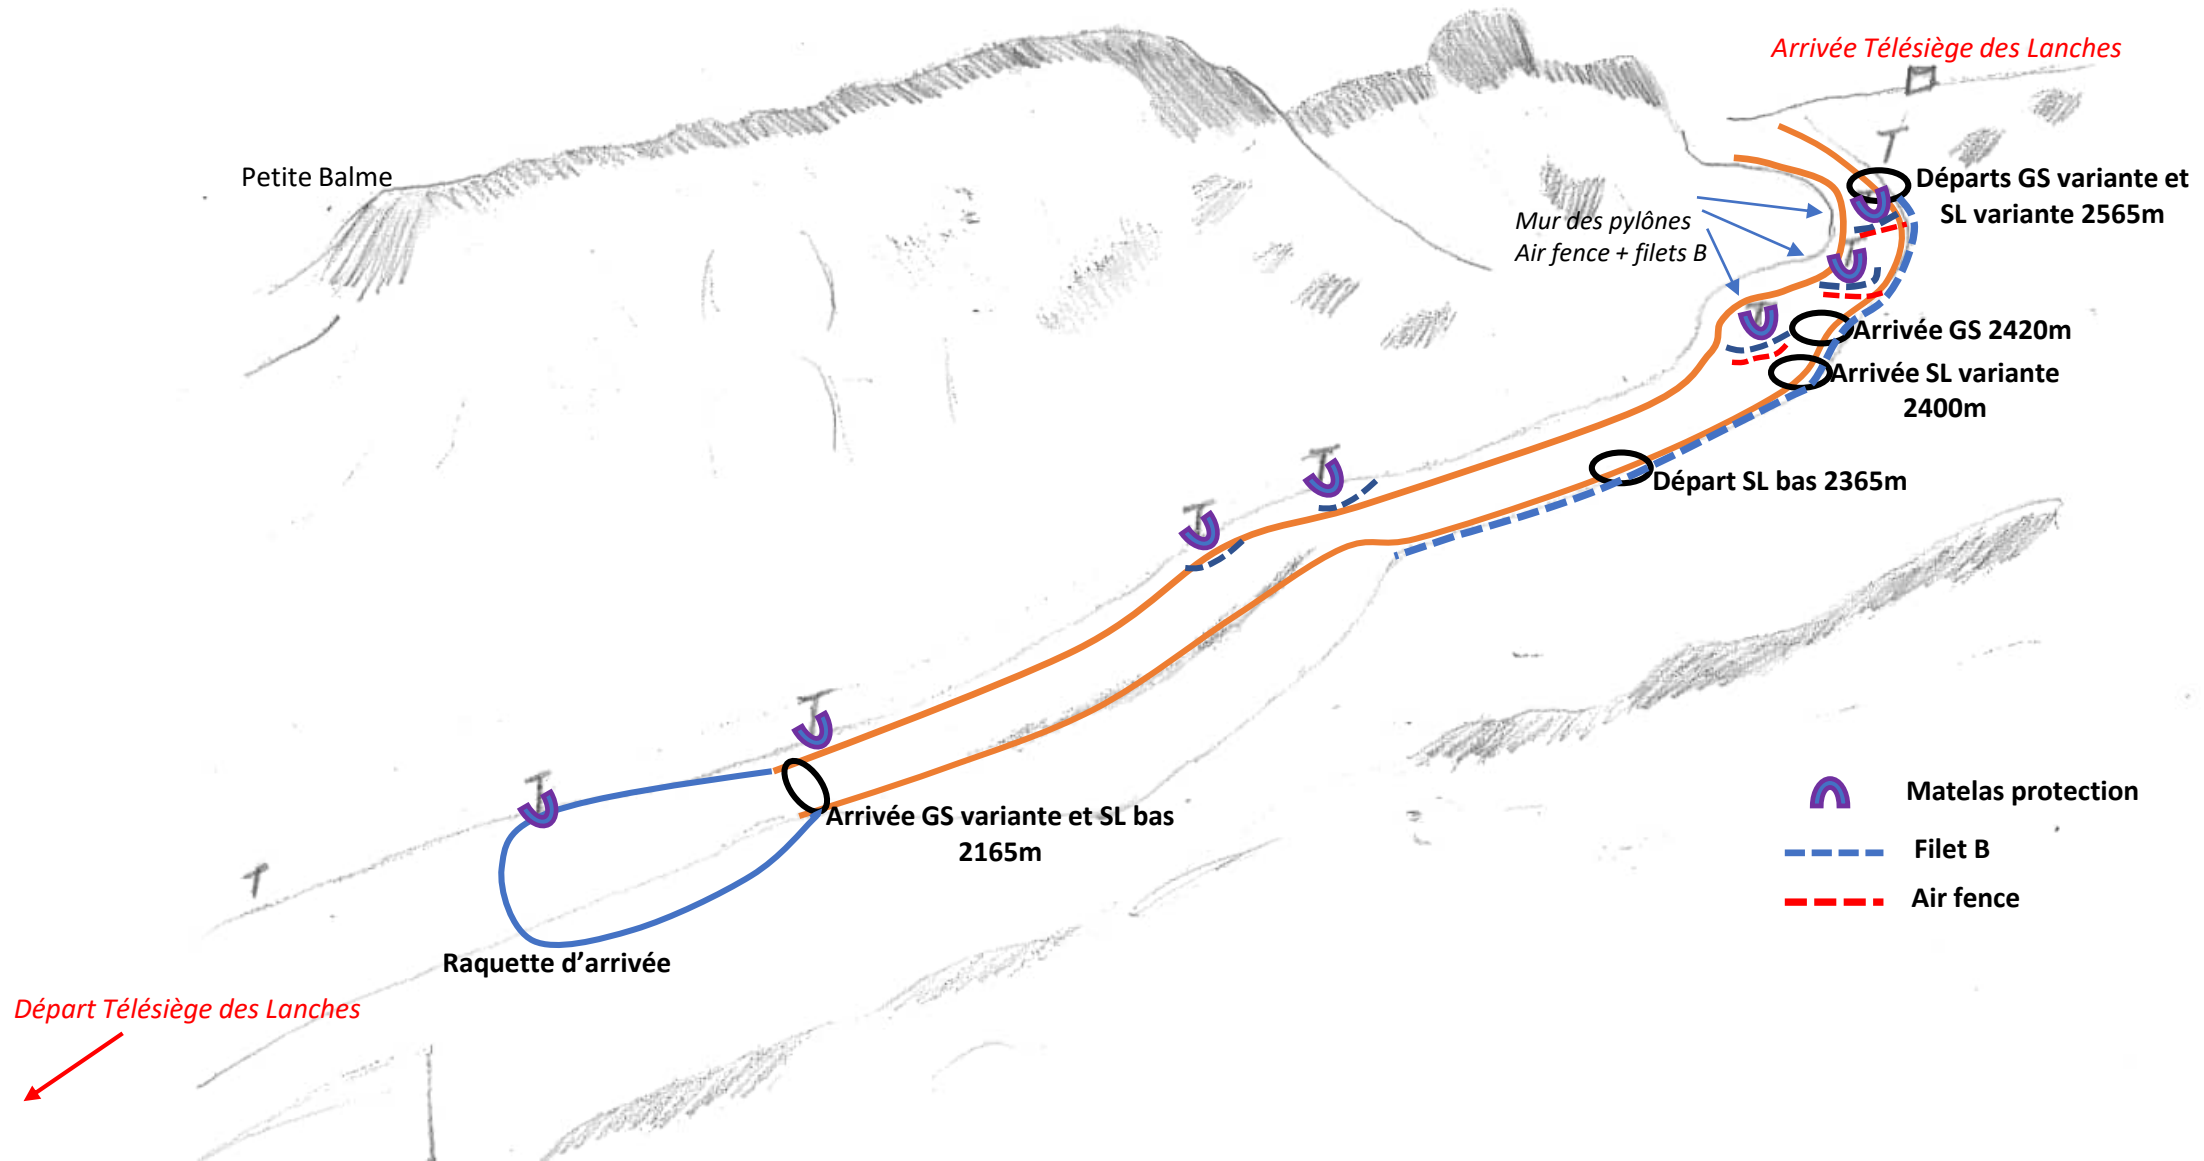 Arrivée Télésiège des Lanches
Petite Balme
Départs GS variante et
SL variante 2565m
Mur des pylônes
Air fence + filets B
Arrivée GS 2420m
Arrivée SL variante
2400m
Départ SL bas 2365m
Arrivée GS variante et SL bas
2165m
Raquette d’arrivée
Départ Télésiège des Lanches
Matelas protection
Filet B
Air fence